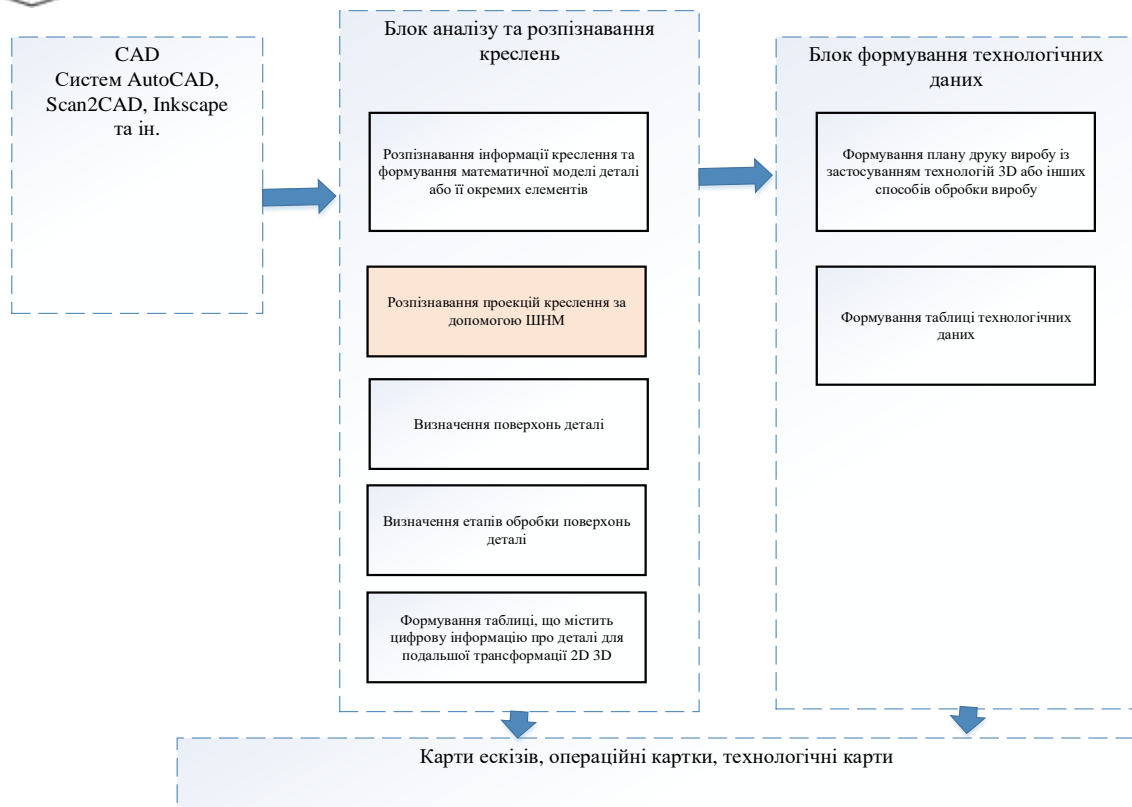 CAD
Систем AutoCAD,
Scan2CAD, Inkscape
та ін.
Блок аналізу та розпізнавання
креслень
Розпізнавання інформації креслення та
формування математичної моделі деталі
або її окремих елементів
Розпізнавання проекцій креслення за
допомогою ШНМ
Визначення поверхонь деталі
Визначення етапів обробки поверхонь
деталі
Формування таблиці, що містить
цифрову інформацію про деталі для
подальшої трансформації 2D 3D
Блок формування технологічних
даних
Формування плану друку виробу із
застосуванням технологій 3D або інших
способів обробки виробу
Формування таблиці технологічних
даних
Карти ескізів, операційні картки, технологічні карти